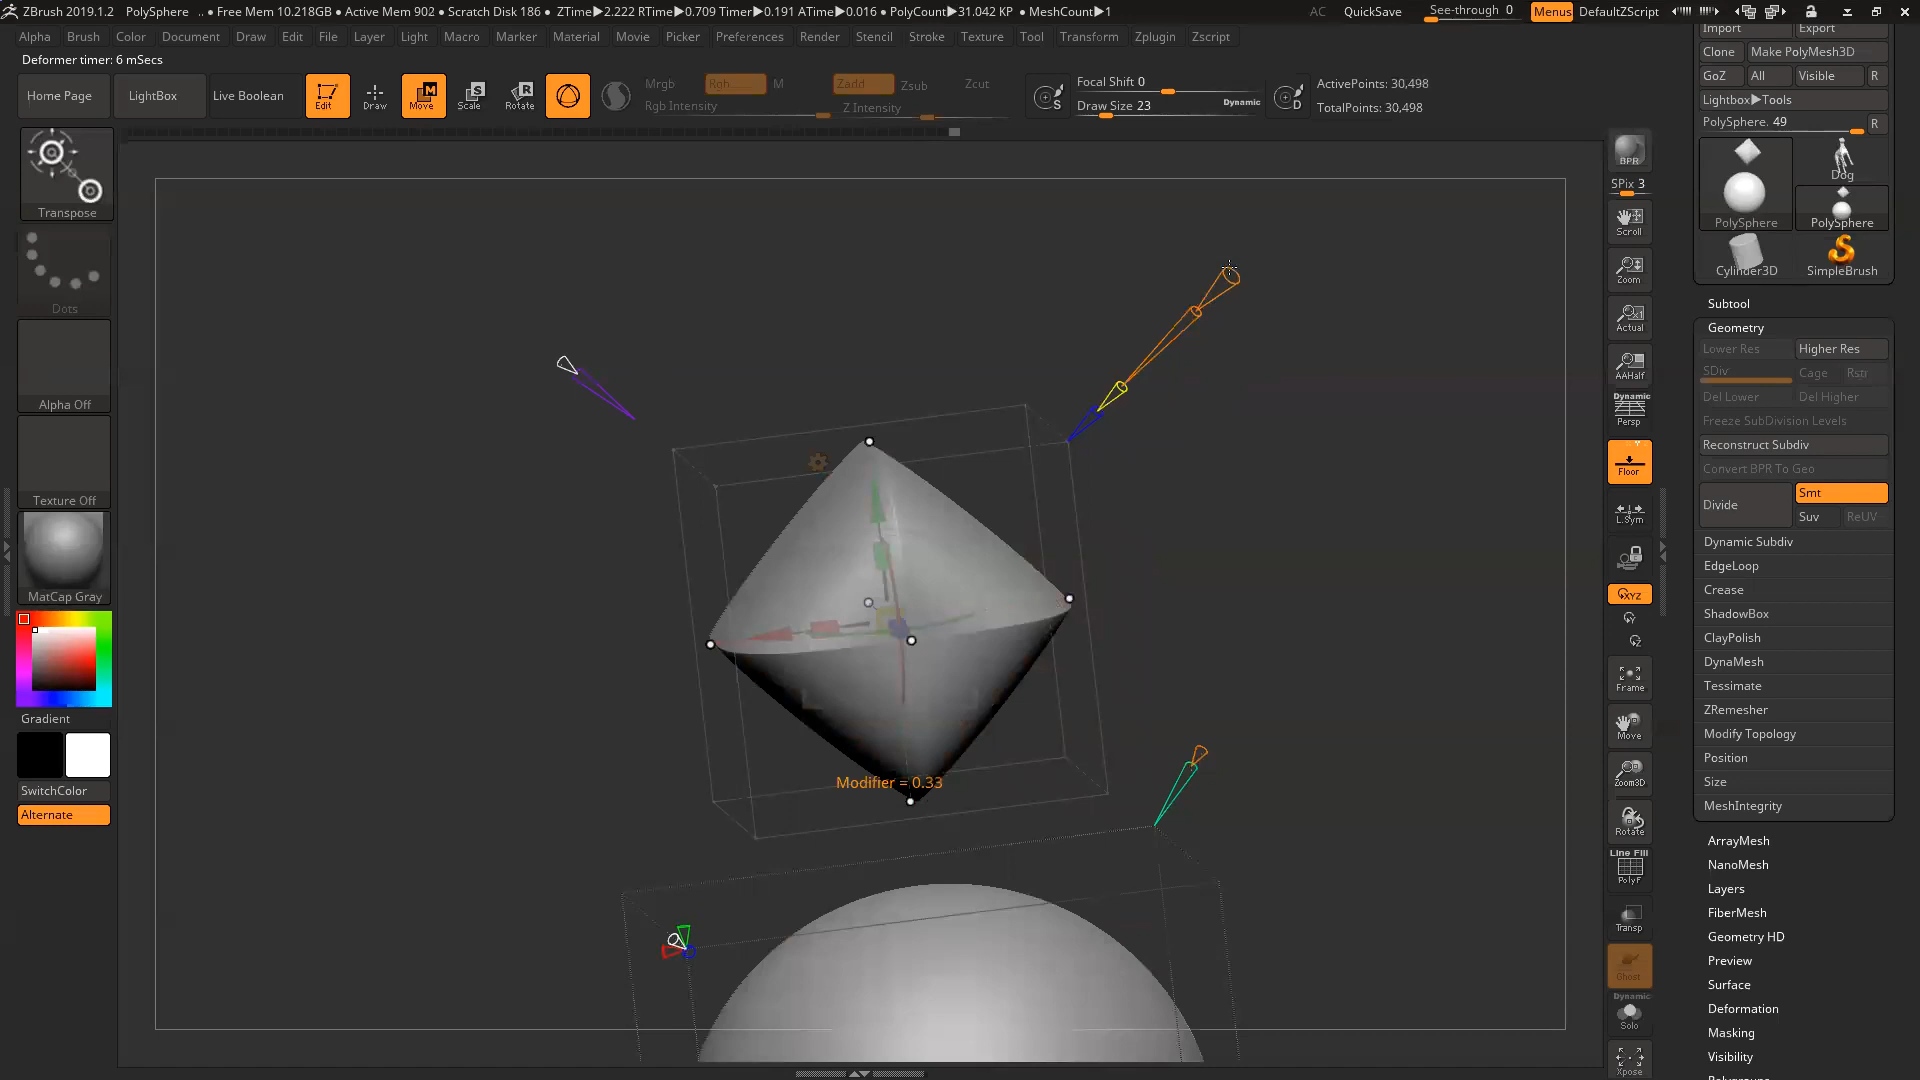 ZBrush 2019.1.2 PolySphere .. ● Free Mem 10.218GB ● Active Mem 902 ● Scratch Disk 186 ● ZTime▶2.222 RTime▶0.709 Timer▶0.191 ATime▶0.016 ● PolyCount▶31.042 KP ● MeshCount▶1 AC QuickSave See-through 0 Menus DefaultZScript
Alpha Brush Color Document Draw Edit File Layer Light Macro Marker Material Movie Picker Preferences Render Stencil Stroke Texture Tool Transform Zplugin Zscript
Deformer timer: 6 mSecs
Home Page LightBox Live Boolean Edit Draw Move Scale Rotate
Mrgb Rgb M Zadd Zsub Zcut
Rgb Intensity Z Intensity
S Focal Shift 0
Draw Size 23 Dynamic
D ActivePoints: 30,498
TotalPoints: 30,498
Transpose
Dots
Alpha Off
Texture Off
MatCap Gray
Gradient
SwitchColor
Alternate
Modifier = 0.33
BPR
SPix 3
Scroll
Zoom
Actual
AAHalf
Dynamic
Persp
Floor
L.Sym
XYZ
Frame
Move
Zoom3D
Rotate
Line Fill
PolyF
Transp
Ghost
Dynamic
Solo
Xpose
Import Export
Clone Make PolyMesh3D
GoZ All Visible R
Lightbox▶Tools
PolySphere. 49 R
PolySphere Dog
PolySphere
Cylinder3D SimpleBrush
Subtool
Geometry
Lower Res Higher Res
SDiv Cage Rstr
Del Lower Del Higher
Freeze SubDivision Levels
Reconstruct Subdiv
Convert BPR To Geo
Divide Smt
Suv ReUV
Dynamic Subdiv
EdgeLoop
Crease
ShadowBox
ClayPolish
DynaMesh
Tessimate
ZRemesher
Modify Topology
Position
Size
MeshIntegrity
ArrayMesh
NanoMesh
Layers
FiberMesh
Geometry HD
Preview
Surface
Deformation
Masking
Visibility